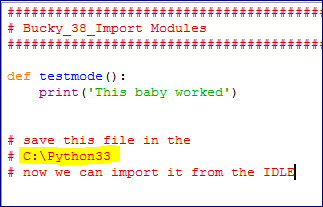 ########################################
# Bucky_38_Import Modules
########################################
def testmode():
    print('This baby worked')
# save this file in the
# C:\Python33
# now we can import it from the IDLE